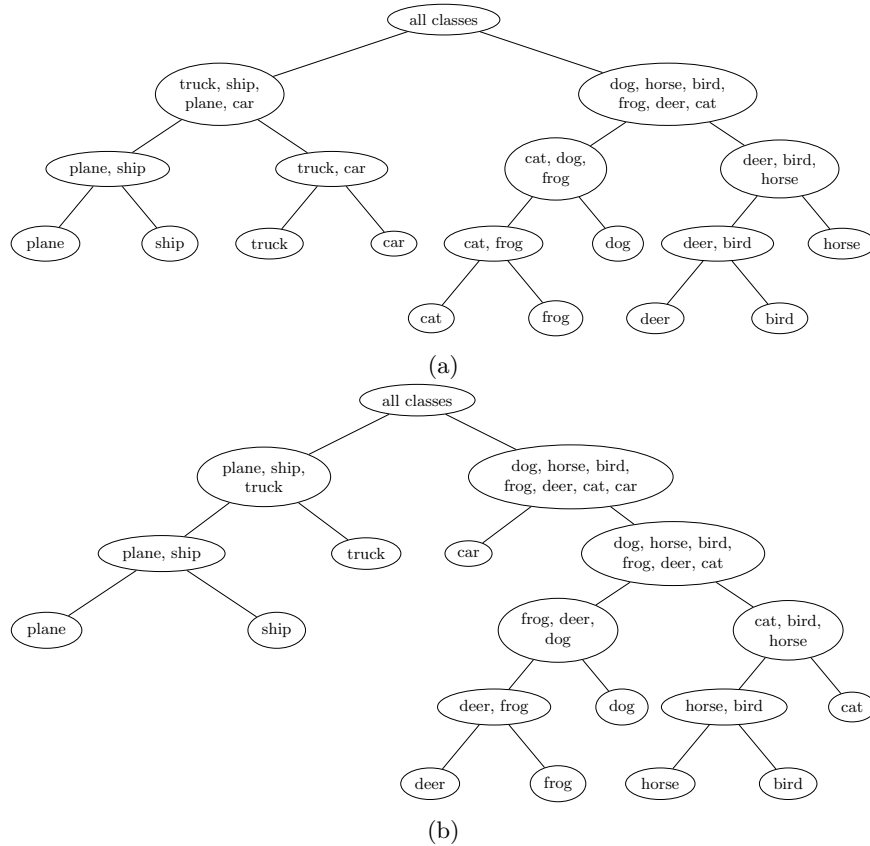 all classes
truck, ship,
plane, car
dog, horse, bird,
frog, deer, cat
plane, ship
truck, car
cat, dog,
frog
deer, bird,
horse
plane
ship
truck
car
cat, frog
dog
deer, bird
horse
cat
frog
deer
bird
(a)
all classes
plane, ship,
truck
dog, horse, bird,
frog, deer, cat, car
plane, ship
truck
car
dog, horse, bird,
frog, deer, cat
plane
ship
frog, deer,
dog
cat, bird,
horse
deer, frog
dog
horse, bird
cat
deer
frog
horse
bird
(b)